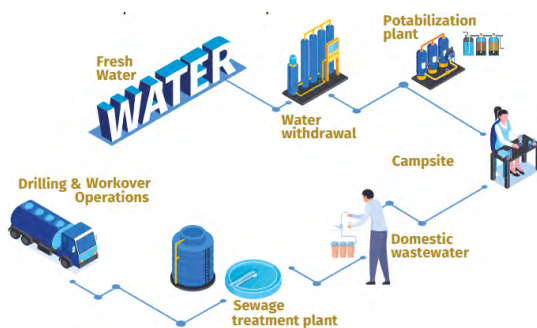 Fresh
Water
WATER
Water
withdrawal
Potabilization
plant
Campsite
Domestic
wastewater
Sewage
treatment plant
Drilling & Workover
Operations